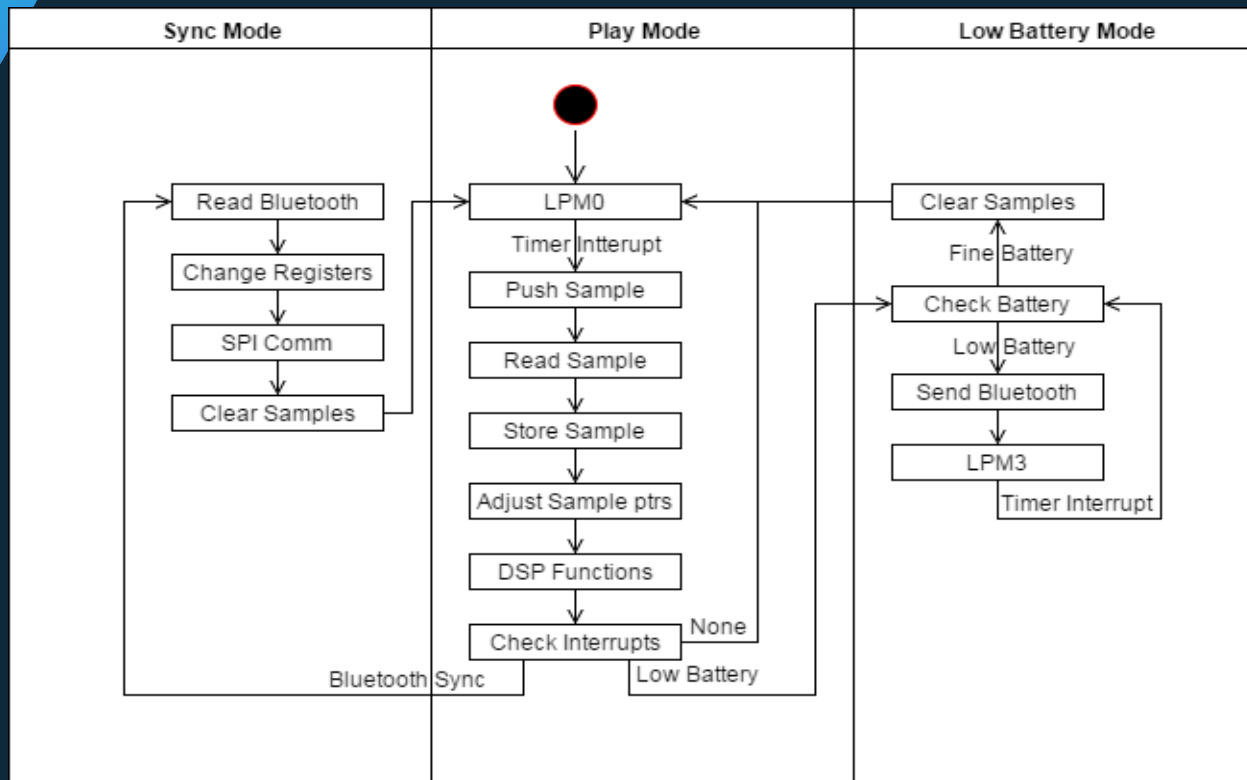 Sync Mode
Play Mode
Low Battery Mode
Read Bluetooth
Change Registers
SPI Comm
Clear Samples
LPM0
Timer Intterupt
Push Sample
Read Sample
Store Sample
Adjust Sample ptrs
DSP Functions
Check Interrupts
None
Bluetooth Sync
Low Battery
Clear Samples
Fine Battery
Check Battery
Low Battery
Send Bluetooth
LPM3
Timer Interrupt